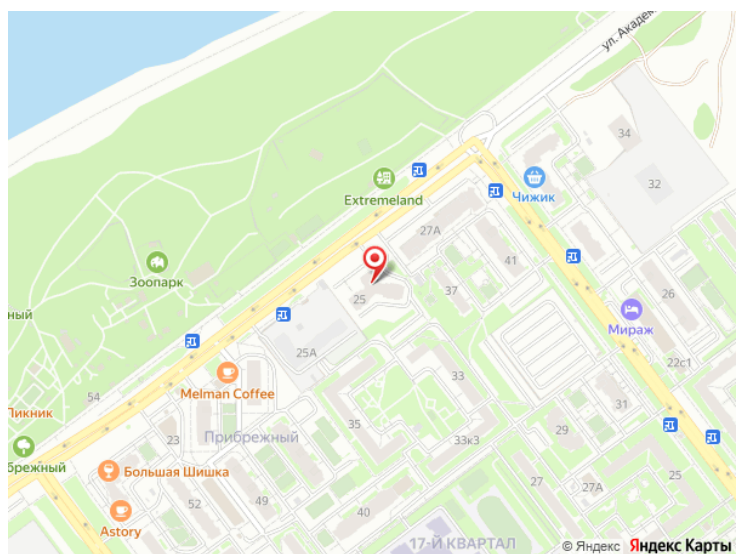 ул. Акаде
34
32
Чижик
Extremeland
27А
41
Зоопарк
25
37
26
Мираж
ный
25А
22с1
54
Melman Coffee
33
Пикник
35
31
23
Прибрежный
33к3
29
брежный
Большая Шишка
25
52
49
27
27А
Astory
40
17-Й КВАРТАЛ
© Яндекс Яндекс Карты